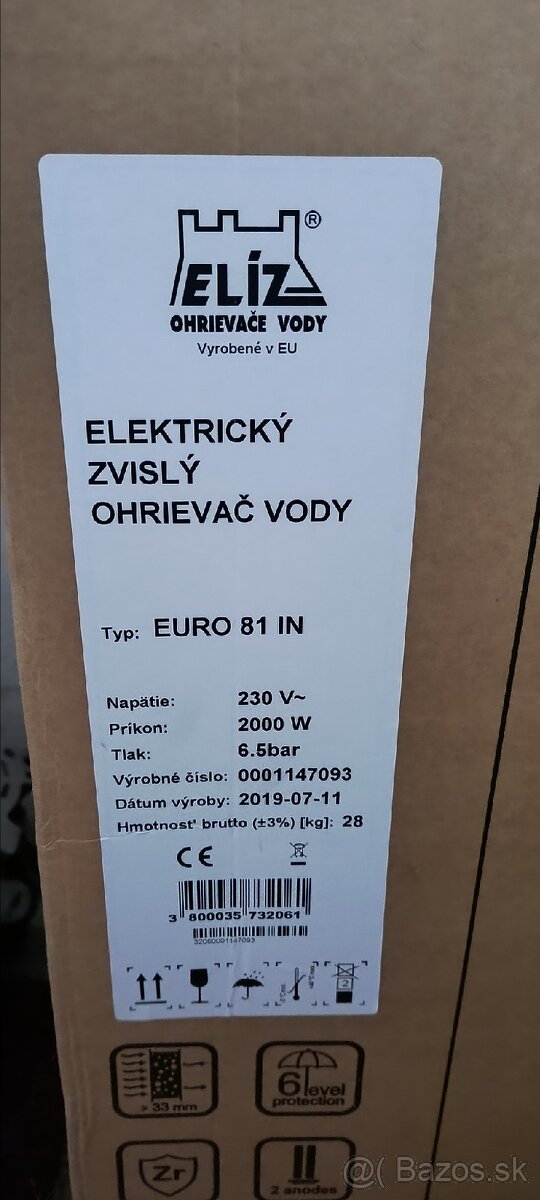 ELÍZ ®
OHRIEVAČE VODY
Vyrobené v EU
ELEKTRICKÝ
ZVISLÝ
OHRIEVAČ VODY
Typ: EURO 81 IN
Napätie: 230 V~
Príkon: 2000 W
Tlak: 6.5bar
Výrobné číslo: 0001147093
Dátum výroby: 2019-07-11
Hmotnosť brutto (±3%) [kg]: 28
CE
3 800035 732061
32060001147093
2
> 33 mm
6 level
protection
Zr
2 anodes
@( Bazos.sk